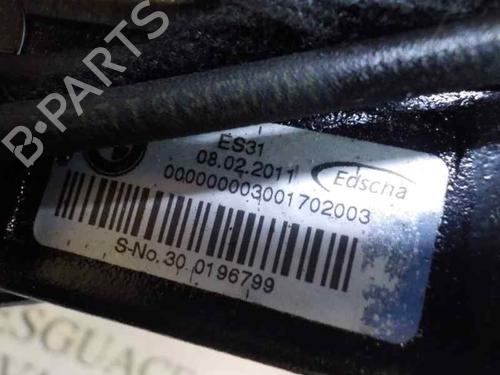 ES31
08.02.2011
Edscha
000000003001702003
S-No. 30 0196799
B-PARTS